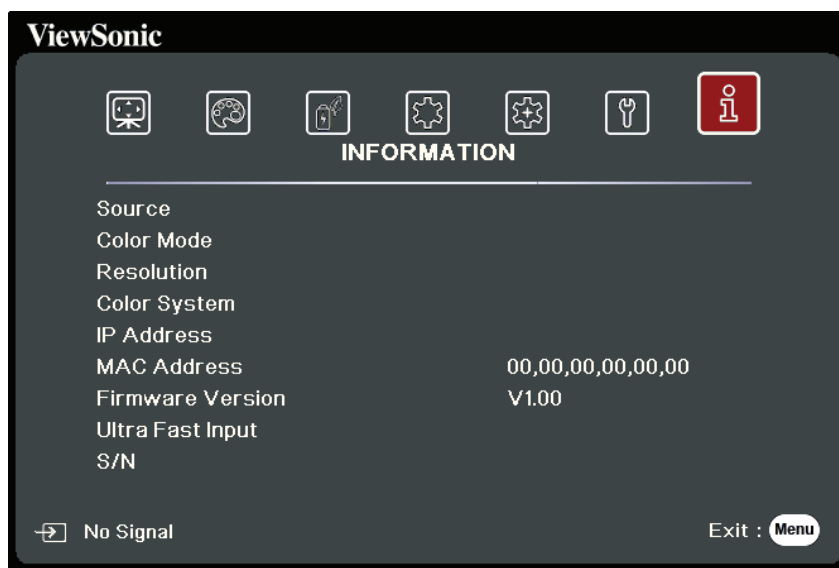 ViewSonic
INFORMATION
Source
Color Mode
Resolution
Color System
IP Address
MAC Address 00,00,00,00,00,00
Firmware Version V1.00
Ultra Fast Input
S/N
No Signal Exit : Menu